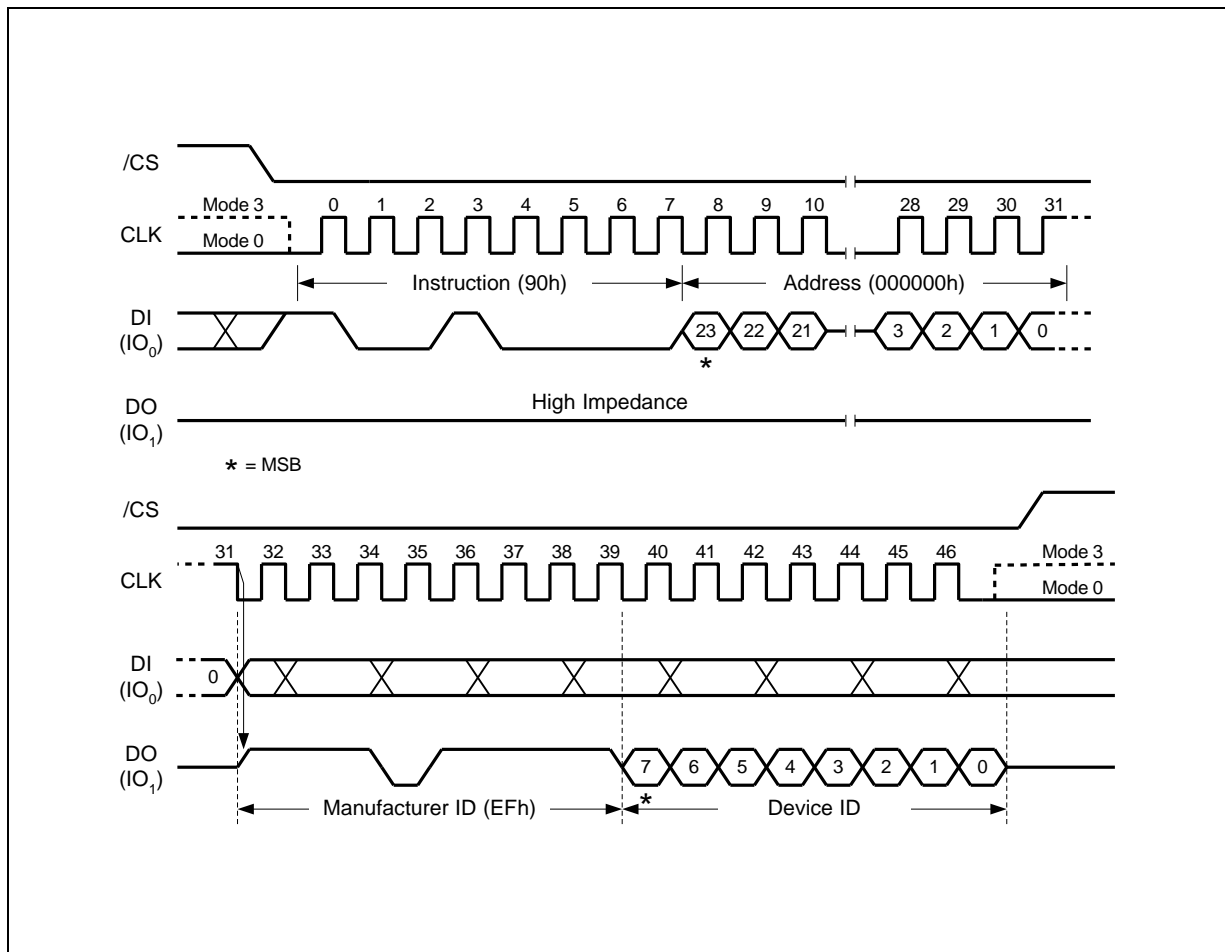 /CS
Mode 3 0 1 2 3 4 5 6 7 8 9 10 28 29 30 31
CLK
Mode 0
Instruction (90h) Address (000000h)
DI
(IO0)
23 22 21 3 2 1 0
*
High Impedance
DO
(IO1)
* = MSB
/CS
31 32 33 34 35 36 37 38 39 40 41 42 43 44 45 46 Mode 3
CLK
Mode 0
DI
(IO0)
0
DO
(IO1)
7 6 5 4 3 2 1 0
*
Manufacturer ID (EFh) Device ID